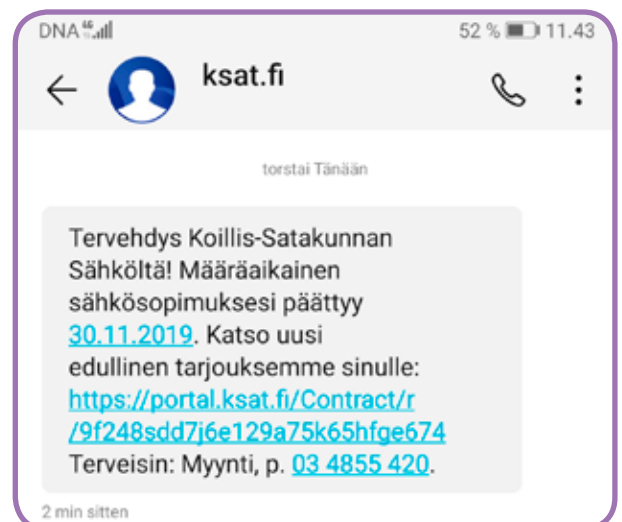 DNA 4G 52 % 11.43
ksat.fi
torstai Tänään
Tervehdys Koillis-Satakunnan
Sähköltä! Määräaikainen
sähkösopimuksesi päättyy
30.11.2019. Katso uusi
edullinen tarjouksemme sinulle:
https://portal.ksat.fi/Contract/r
/9f248sdd7j6e129a75k65hfge674
Terveisin: Myynti, p. 03 4855 420.
2 min sitten